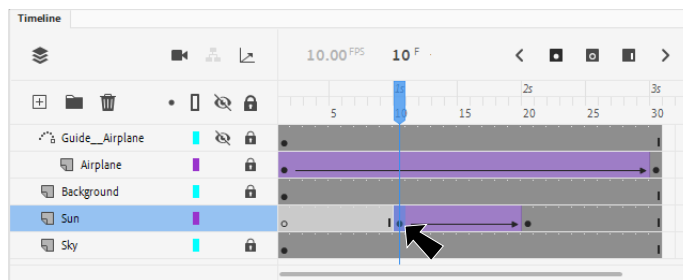 Timeline
10.00 FPS 10 F
1s 2s 3s
5 10 15 20 25 30
Guide__Airplane
Airplane
Background
Sun
Sky